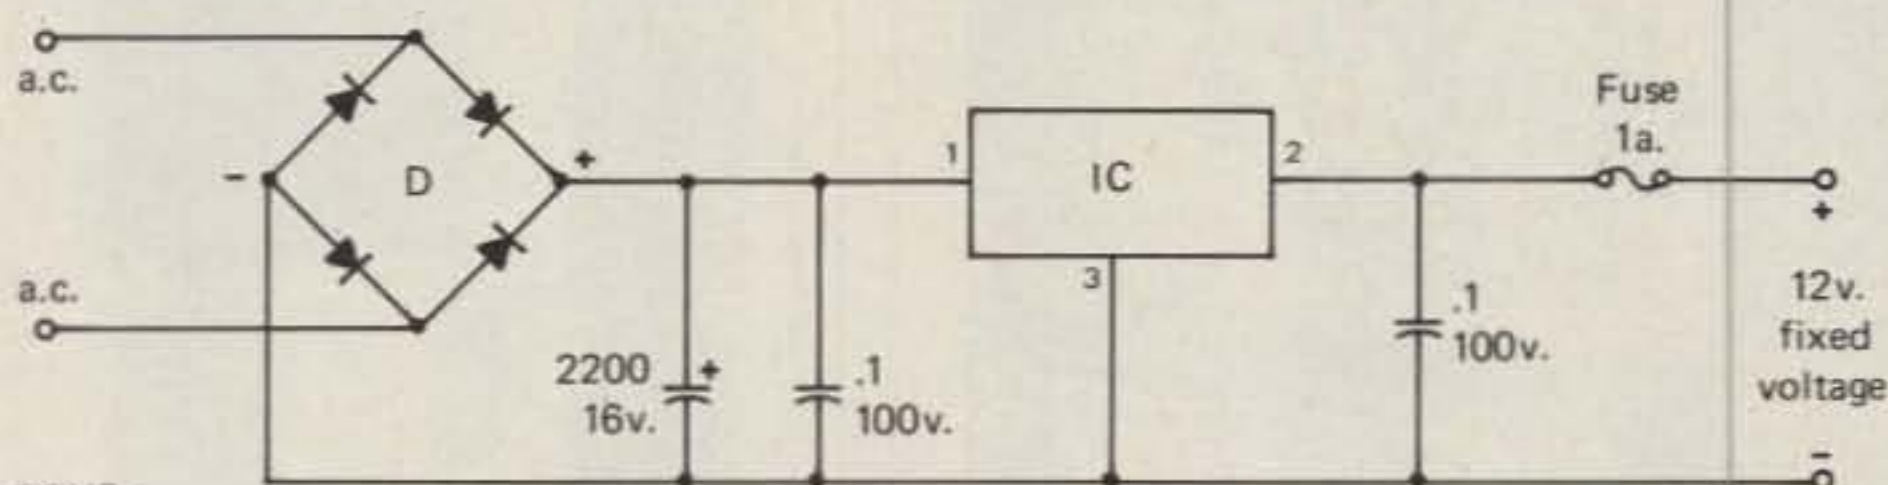 a.c.
a.c.
-
D
+
2200
16v.
+
.1
100v.
1
IC
2
3
.1
100v.
Fuse
1a.
+
12v.
fixed
voltage
-